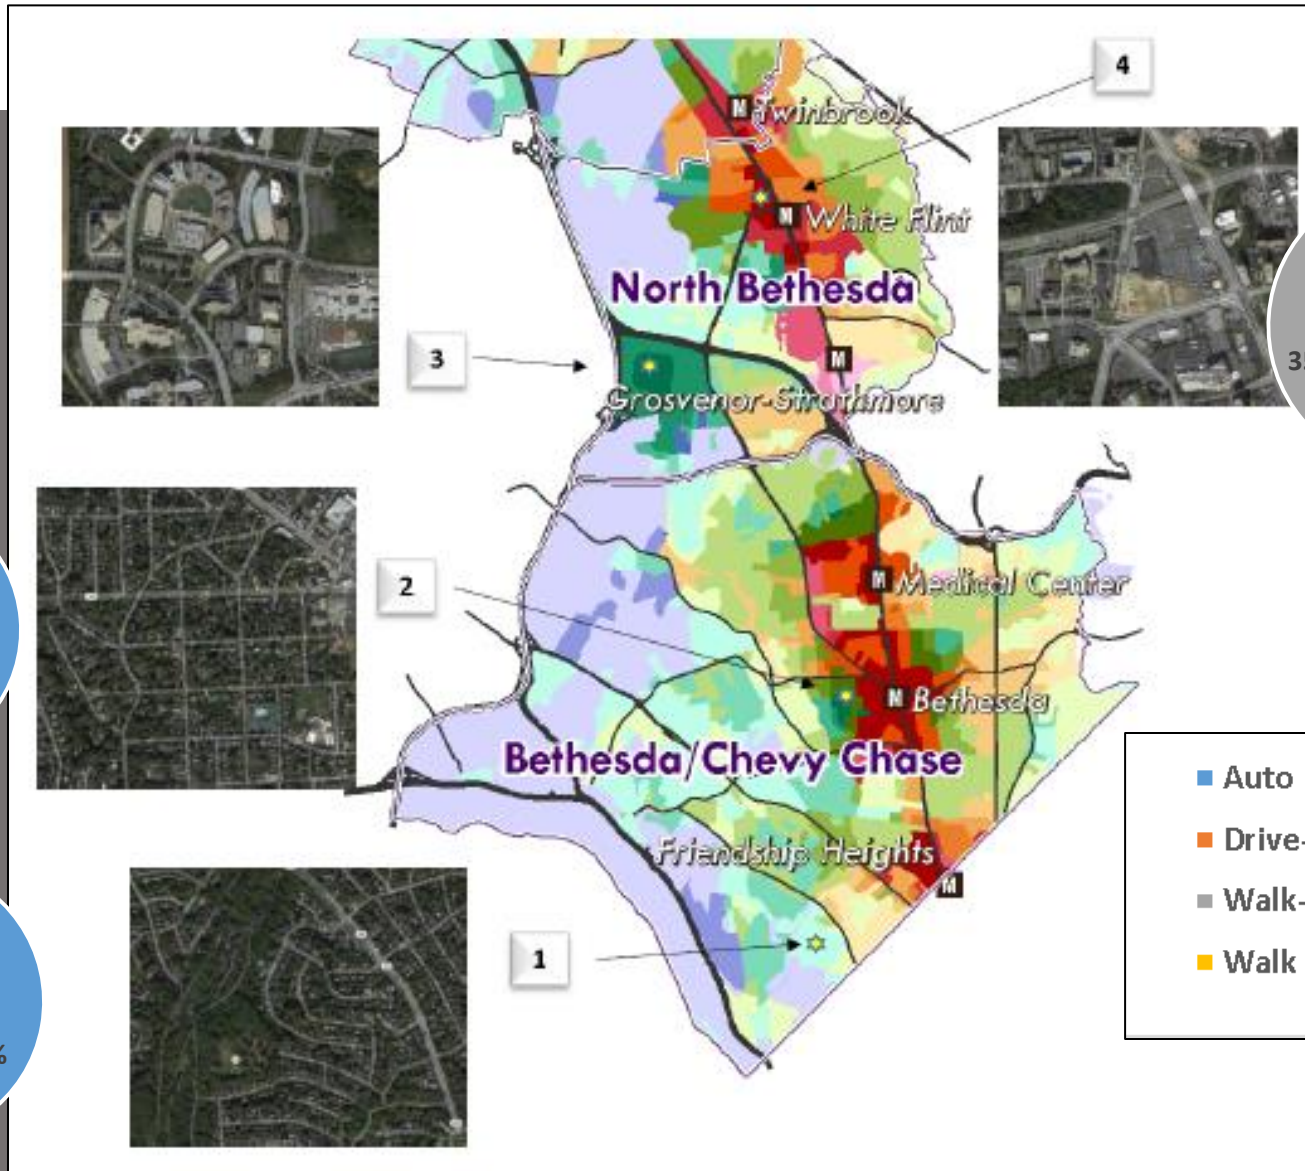 4
M Twinbrook
M White Flint
North Bethesda
3
M
Grosvenor-Strathmore
2
M Medical Center
M Bethesda
Bethesda/Chevy Chase
Friendship Heights
M
1
Auto
Drive-
Walk-
Walk
%